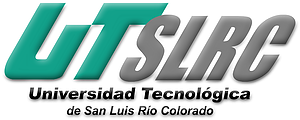 UTSLRC
Universidad Tecnológica
de San Luis Río Colorado